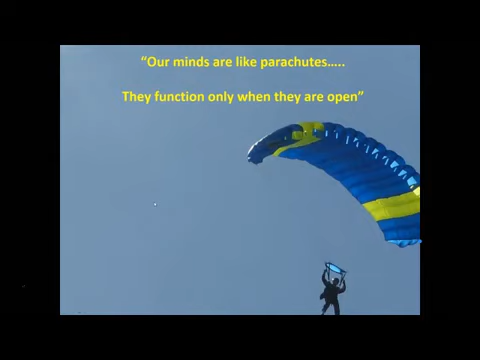 “Our minds are like parachutes.....
They function only when they are open”